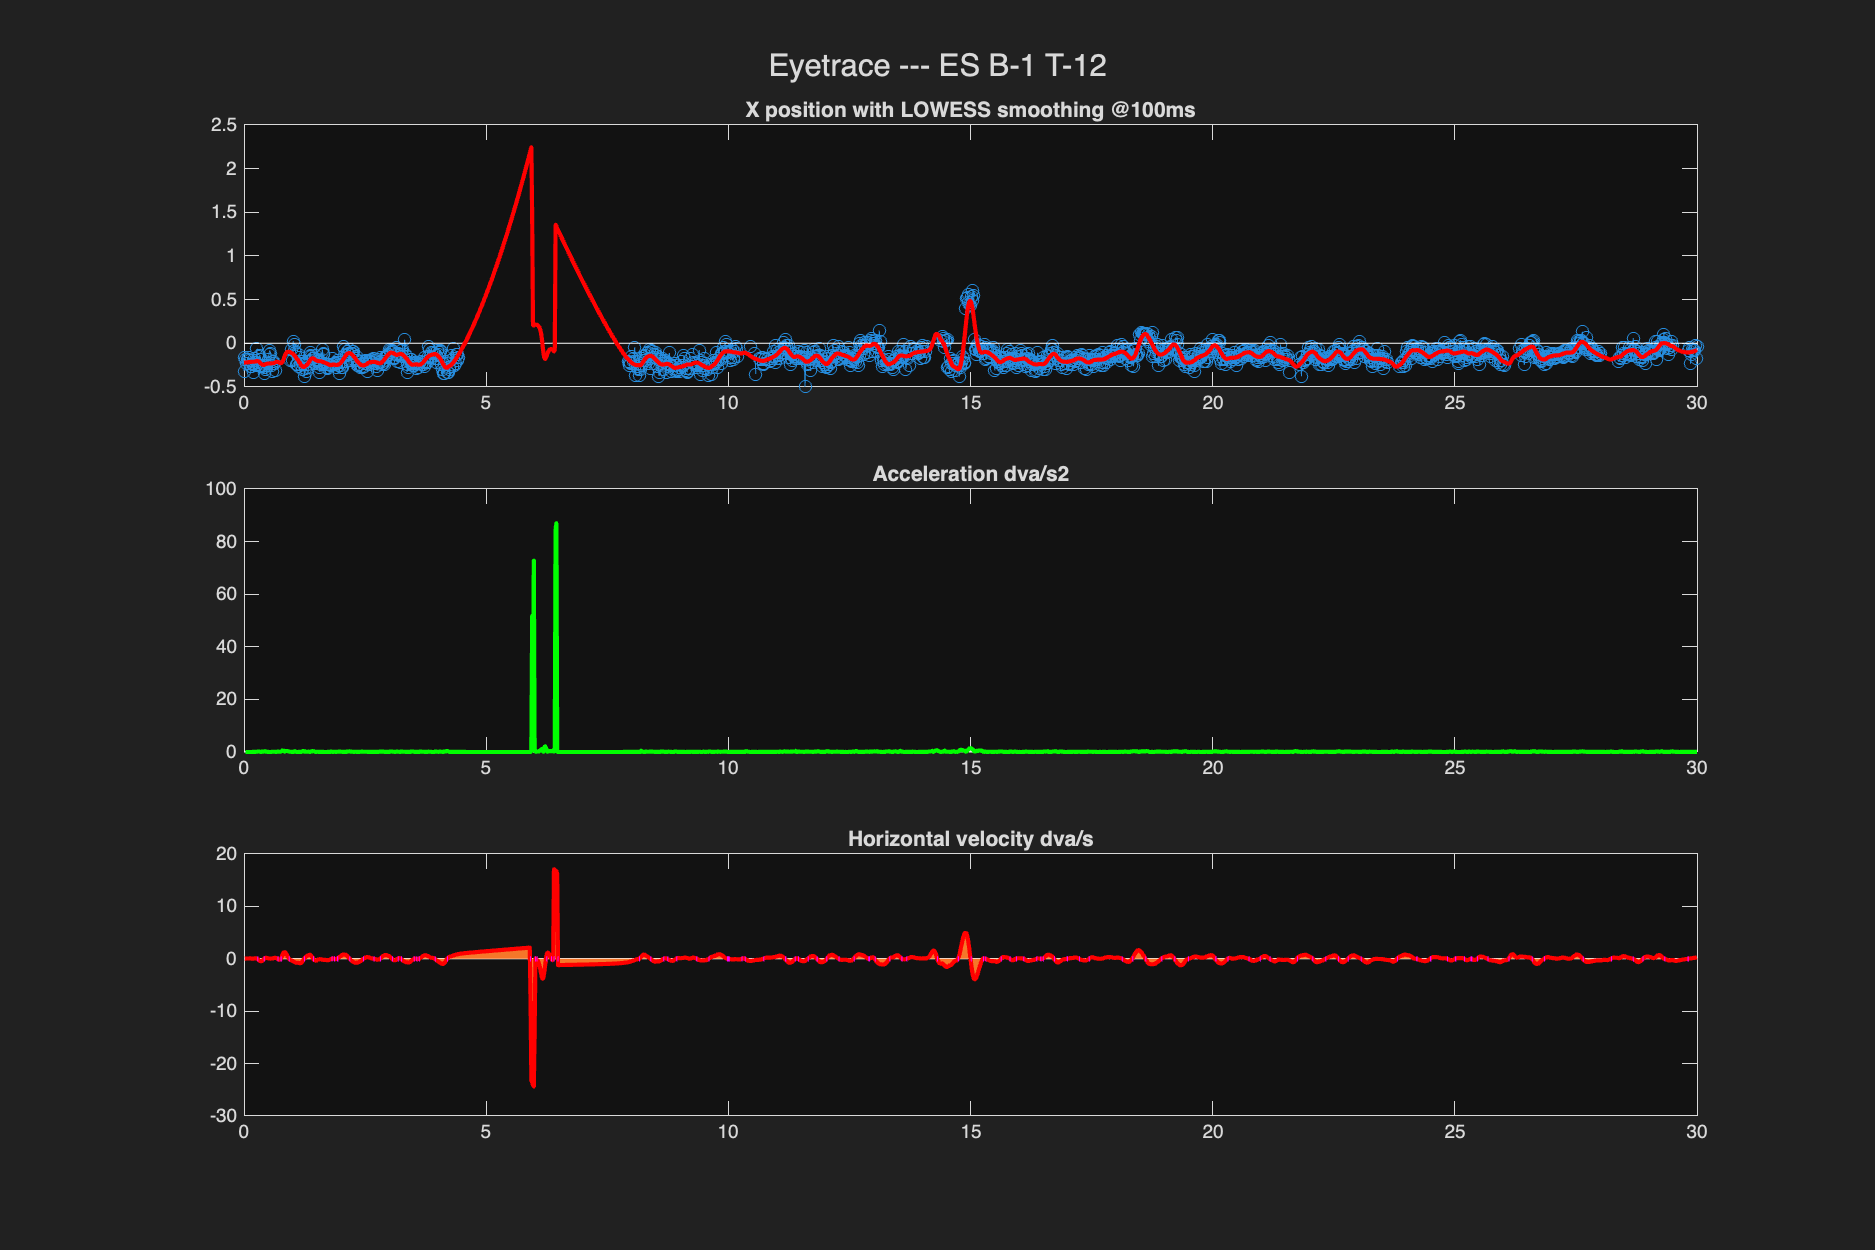 Eyetrace --- ES B-1 T-12
X position with LOWESS smoothing @100ms
2.5
2
1.5
1
0.5
0
-0.5
0 5 10 15 20 25 30
Acceleration dva/s2
100
80
60
40
20
0
0 5 10 15 20 25 30
Horizontal velocity dva/s
20
10
0
-10
-20
-30
0 5 10 15 20 25 30